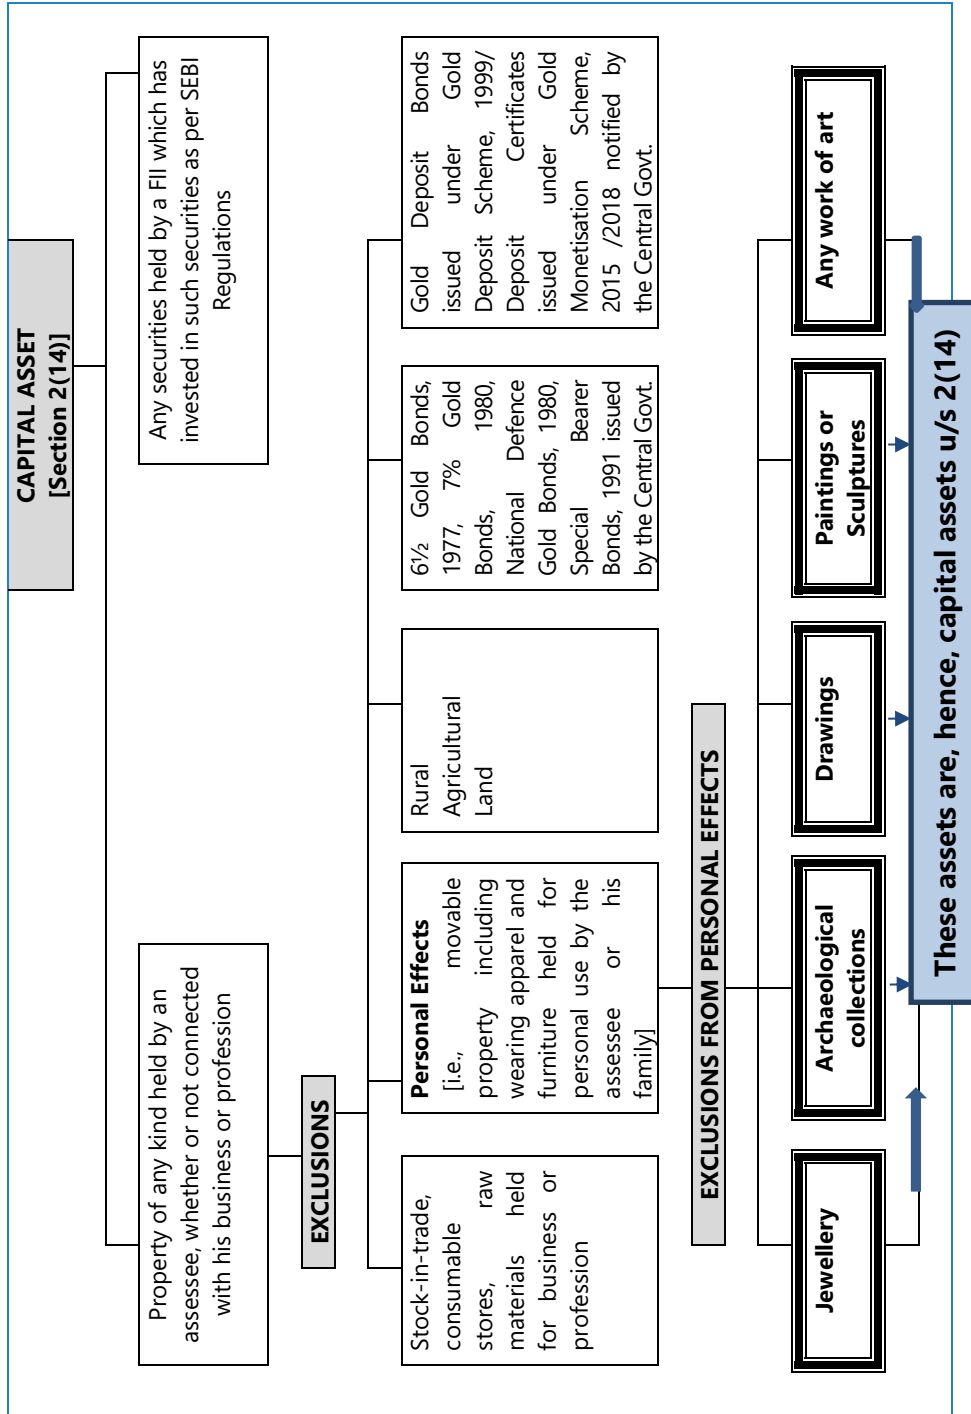 CAPITAL ASSET
[Section 2(14)]
Property of any kind held by an
assessee, whether or not connected
with his business or profession
Any securities held by a FII which has
invested in such securities as per SEBI
Regulations
EXCLUSIONS
Stock-in-trade,
consumable
stores, raw
materials held
for business or
profession
Personal Effects
[i.e., movable
property including
wearing apparel and
furniture held for
personal use by the
assessee or his
family]
Rural
Agricultural
Land
6½ Gold Bonds,
1977, 7% Gold
Bonds, 1980,
National Defence
Gold Bonds, 1980,
Special Bearer
Bonds, 1991 issued
by the Central Govt.
Gold Deposit Bonds
issued under Gold
Deposit Scheme, 1999/
Deposit Certificates
issued under Gold
Monetisation Scheme,
2015 /2018 notified by
the Central Govt.
EXCLUSIONS FROM PERSONAL EFFECTS
Jewellery
Archaeological
collections
Drawings
Paintings or
Sculptures
Any work of art
These assets are, hence, capital assets u/s 2(14)